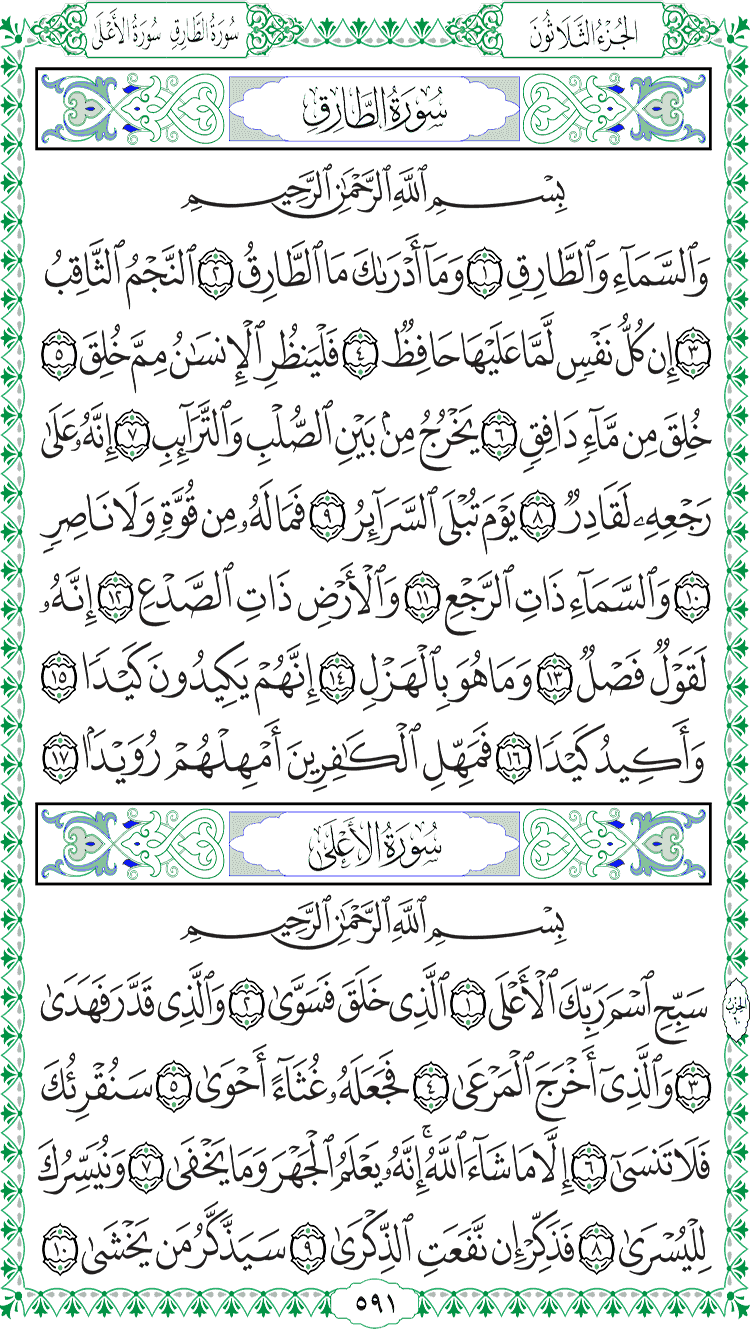 الجُزْءُ الثَّلَاثُونَ
سُورَةُ الطَّارِقِ سُورَةُ الأَعْلَى
سُورَةُ الطَّارِقِ
بِسْمِ ٱللَّهِ ٱلرَّحْمَٰنِ ٱلرَّحِيمِ
وَٱلسَّمَآءِ وَٱلطَّارِقِ ١ وَمَآ أَدْرَىٰكَ مَا ٱلطَّارِقُ ٢ ٱلنَّجْمُ ٱلثَّاقِبُ
٣ إِن كُلُّ نَفْسٍ لَّمَّا عَلَيْهَا حَافِظٌ ٤ فَلْيَنظُرِ ٱلْإِنسَٰنُ مِمَّ خُلِقَ ٥
خُلِقَ مِن مَّآءٍ دَافِقٍ ٦ يَخْرُجُ مِنۢ بَيْنِ ٱلصُّلْبِ وَٱلتَّرَآئِبِ ٧ إِنَّهُۥ عَلَىٰ
رَجْعِهِۦ لَقَادِرٌ ٨ يَوْمَ تُبْلَى ٱلسَّرَآئِرُ ٩ فَمَا لَهُۥ مِن قُوَّةٍ وَلَا نَاصِرٍ
١٠ وَٱلسَّمَآءِ ذَاتِ ٱلرَّجْعِ ١١ وَٱلْأَرْضِ ذَاتِ ٱلصَّدْعِ ١٢ إِنَّهُۥ
لَقَوْلٌ فَصْلٌ ١٣ وَمَا هُوَ بِٱلْهَزْلِ ١٤ إِنَّهُمْ يَكِيدُونَ كَيْدًا ١٥
وَأَكِيدُ كَيْدًا ١٦ فَمَهِّلِ ٱلْكَٰفِرِينَ أَمْهِلْهُمْ رُوَيْدَۢا ١٧
سُورَةُ الأَعْلَى
بِسْمِ ٱللَّهِ ٱلرَّحْمَٰنِ ٱلرَّحِيمِ
سَبِّحِ ٱسْمَ رَبِّكَ ٱلْأَعْلَى ١ ٱلَّذِى خَلَقَ فَسَوَّىٰ ٢ وَٱلَّذِى قَدَّرَ فَهَدَىٰ
٣ وَٱلَّذِىٓ أَخْرَجَ ٱلْمَرْعَىٰ ٤ فَجَعَلَهُۥ غُثَآءً أَحْوَىٰ ٥ سَنُقْرِئُكَ
فَلَا تَنسَىٰٓ ٦ إِلَّا مَا شَآءَ ٱللَّهُ ۚ إِنَّهُۥ يَعْلَمُ ٱلْجَهْرَ وَمَا يَخْفَىٰ ٧ وَنُيَسِّرُكَ
لِلْيُسْرَىٰ ٨ فَذَكِّرْ إِن نَّفَعَتِ ٱلذِّكْرَىٰ ٩ سَيَذَّكَّرُ مَن يَخْشَىٰ ١٠
الحزب
٦٠
٥٩١